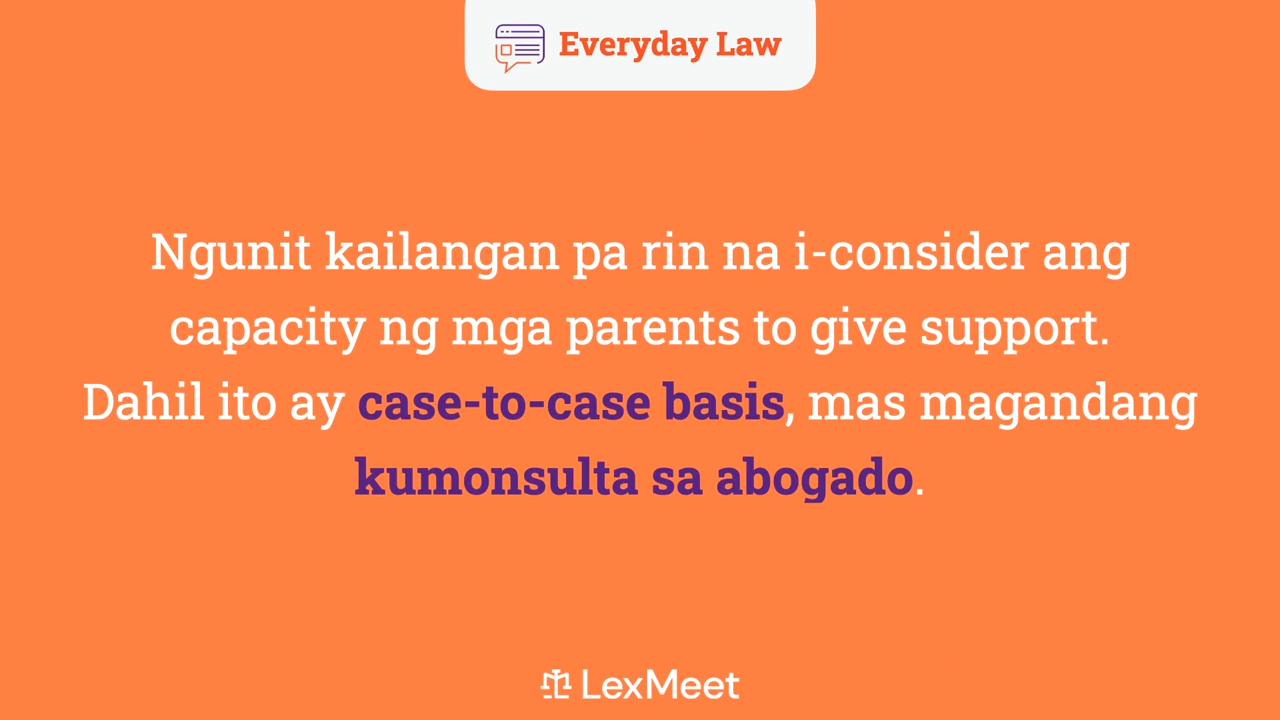 Everyday Law
Ngunit kailangan pa rin na i-consider ang
capacity ng mga parents to give support.
Dahil ito ay case-to-case basis, mas magandang
kumonsulta sa abogado.
LexMeet